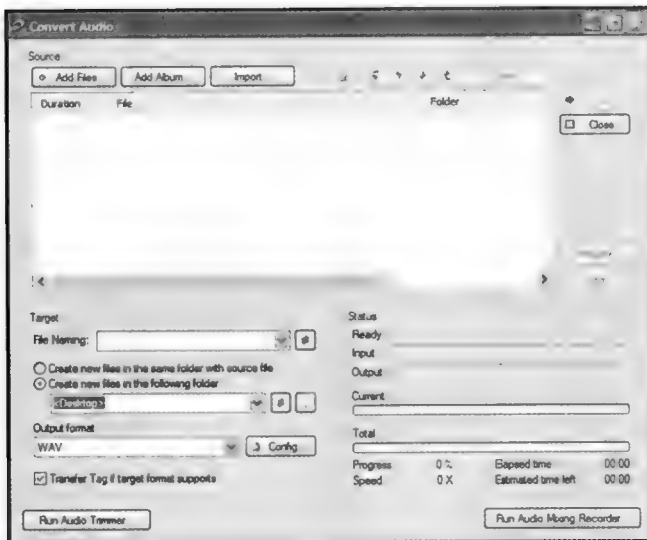 Convert Audio
Source
Add Files Add Album Import
Duration File Folder
Close
Target
File Naming:
Create new files in the same folder with source file
Create new files in the following folder
<Desktop>
Output format
WAV Config
Transfer Tag if target format supports
Run Audio Trimmer
Status
Ready
Input
Output
Current
Total
Progress 0 % Elapsed time 00:00
Speed 0 X Estimated time left 00:00
Run Audio Mixing Recorder